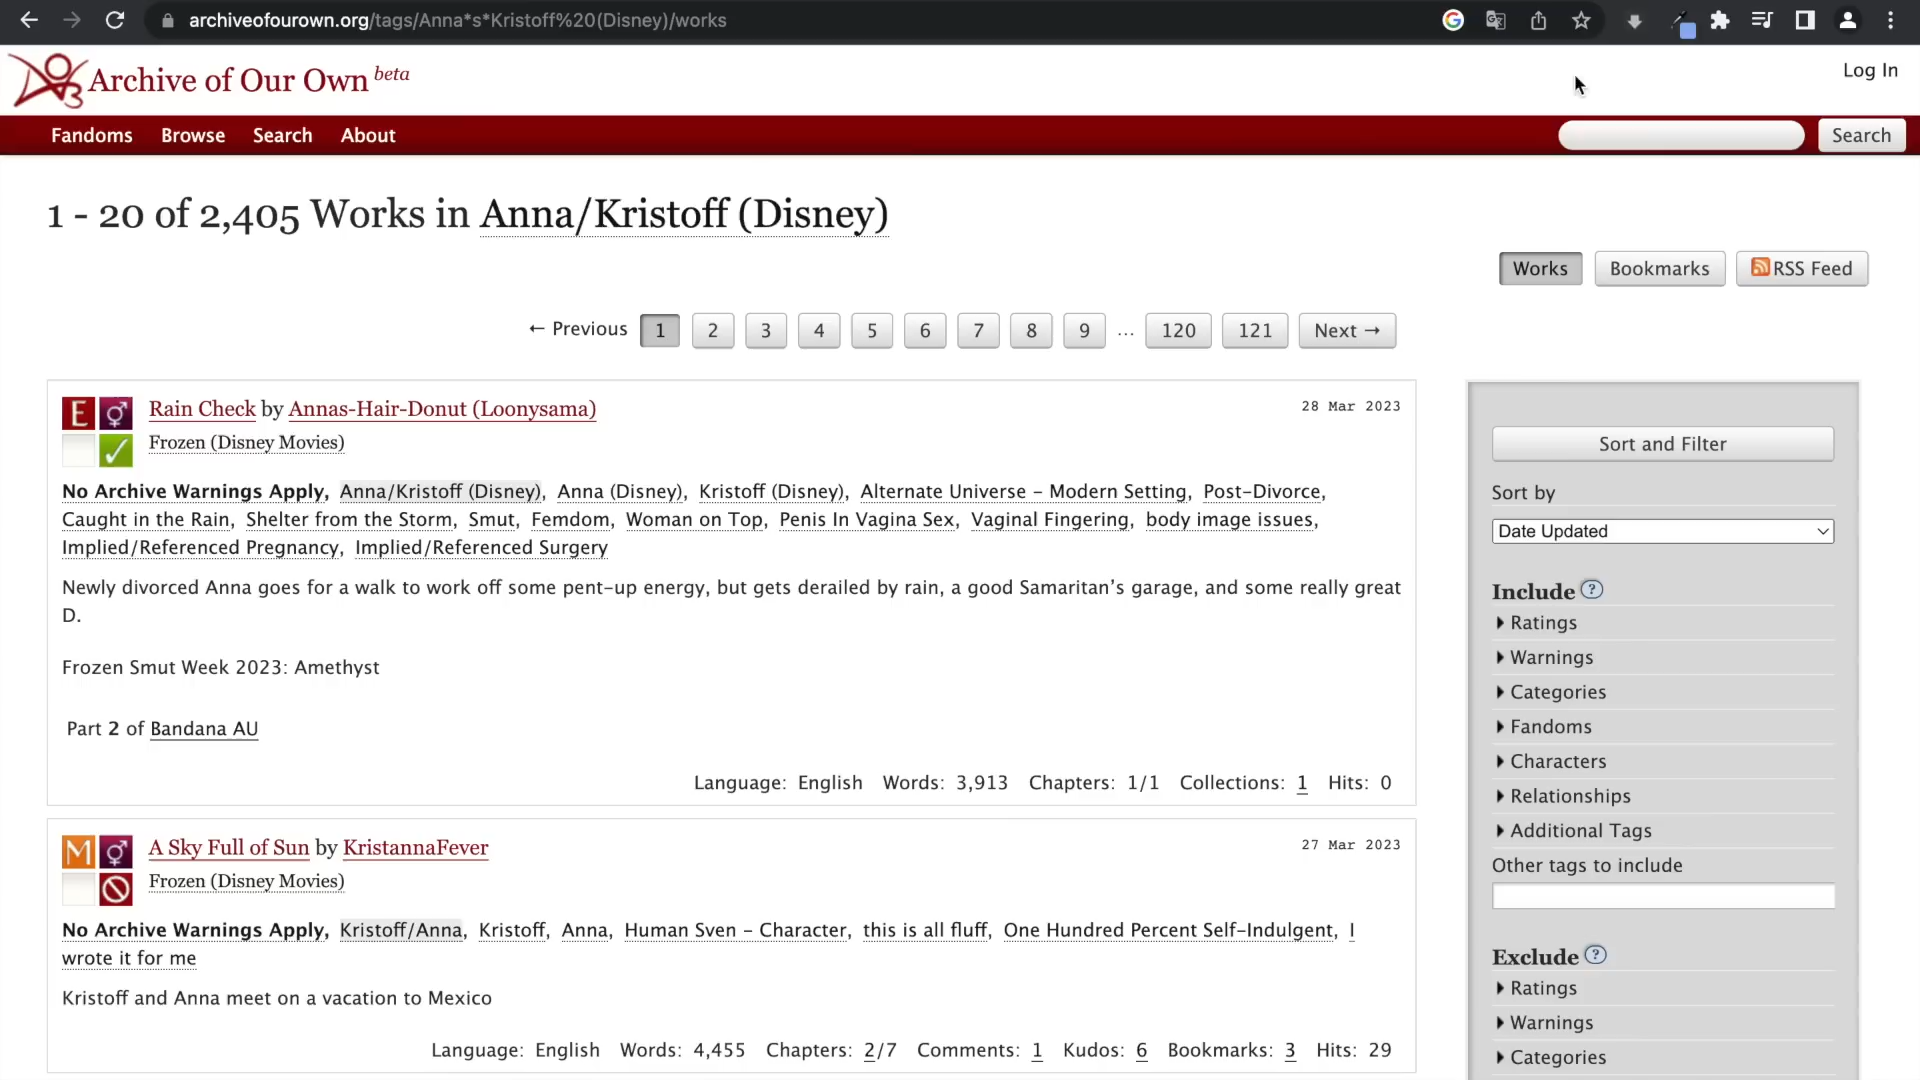 archiveofourown.org/tags/Anna*s*Kristoff%20(Disney)/works
Archive of Our Own beta
Log In
Fandoms Browse Search About
Search
1 - 20 of 2,405 Works in Anna/Kristoff (Disney)
Works Bookmarks RSS Feed
← Previous 1 2 3 4 5 6 7 8 9 … 120 121 Next →
E Rain Check by Annas-Hair-Donut (Loonysama)
28 Mar 2023
Frozen (Disney Movies)
No Archive Warnings Apply, Anna/Kristoff (Disney), Anna (Disney), Kristoff (Disney), Alternate Universe - Modern Setting, Post-Divorce,
Caught in the Rain, Shelter from the Storm, Smut, Femdom, Woman on Top, Penis In Vagina Sex, Vaginal Fingering, body image issues,
Implied/Referenced Pregnancy, Implied/Referenced Surgery
Newly divorced Anna goes for a walk to work off some pent-up energy, but gets derailed by rain, a good Samaritan's garage, and some really great
D.
Frozen Smut Week 2023: Amethyst
Part 2 of Bandana AU
Language: English Words: 3,913 Chapters: 1/1 Collections: 1 Hits: 0
M A Sky Full of Sun by KristannaFever
27 Mar 2023
Frozen (Disney Movies)
No Archive Warnings Apply, Kristoff/Anna, Kristoff, Anna, Human Sven - Character, this is all fluff, One Hundred Percent Self-Indulgent, I
wrote it for me
Kristoff and Anna meet on a vacation to Mexico
Language: English Words: 4,455 Chapters: 2/7 Comments: 1 Kudos: 6 Bookmarks: 3 Hits: 29
Sort and Filter
Sort by
Date Updated
Include ?
Ratings
Warnings
Categories
Fandoms
Characters
Relationships
Additional Tags
Other tags to include
Exclude ?
Ratings
Warnings
Categories